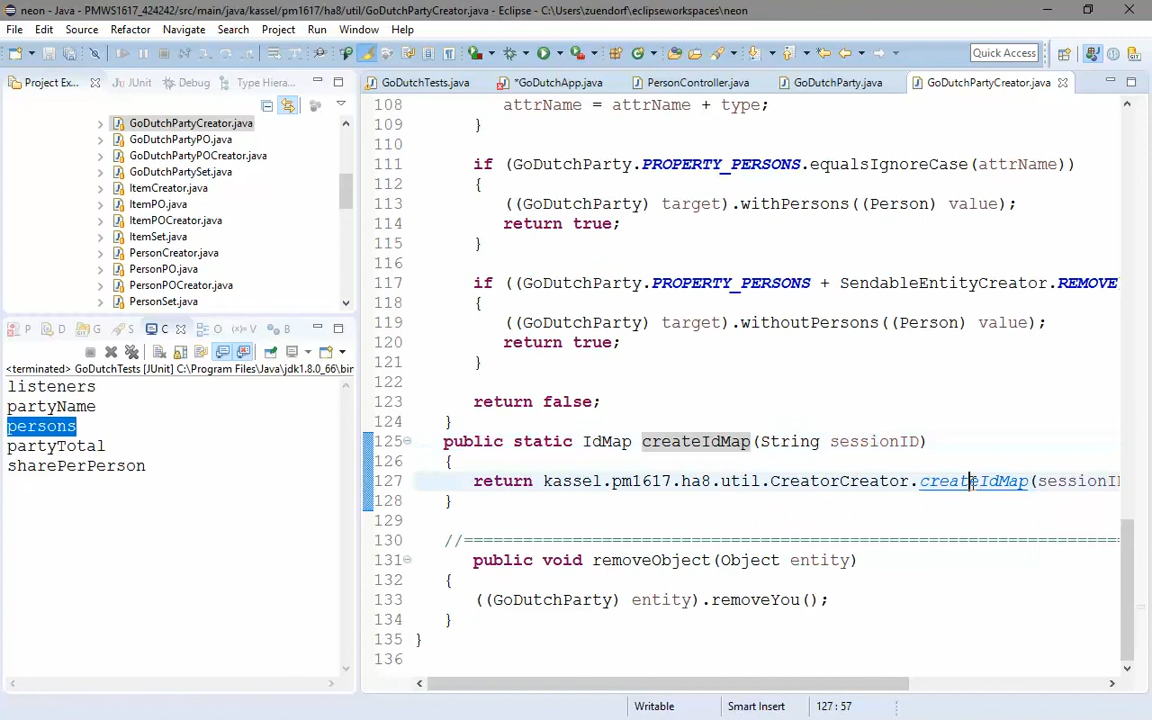 neon - Java - PMWS1617_424242/src/main/java/kassel/pm1617/ha8/util/GoDutchPartyCreator.java - Eclipse - C:\Users\zuendorf\eclipseworkspaces\neon
File Edit Source Refactor Navigate Search Project Run Window Help
Quick Access
Project Ex... JUnit Debug Type Hiera...
GoDutchTests.java *GoDutchApp.java PersonController.java GoDutchParty.java GoDutchPartyCreator.java
GoDutchPartyCreator.java
GoDutchPartyPO.java
GoDutchPartyPOCreator.java
GoDutchPartySet.java
ItemCreator.java
ItemPO.java
ItemPOCreator.java
ItemSet.java
PersonCreator.java
PersonPO.java
PersonPOCreator.java
PersonSet.java
P D G S C O V B
<terminated> GoDutchTests [JUnit] C:\Program Files\Java\jdk1.8.0_66\bin
listeners
partyName
persons
partyTotal
sharePerPerson
108 attrName = attrName + type;
109 }
110
111 if (GoDutchParty.PROPERTY_PERSONS.equalsIgnoreCase(attrName))
112 {
113 ((GoDutchParty) target).withPersons((Person) value);
114 return true;
115 }
116
117 if ((GoDutchParty.PROPERTY_PERSONS + SendableEntityCreator.REMOVE
118 {
119 ((GoDutchParty) target).withoutPersons((Person) value);
120 return true;
121 }
122
123 return false;
124 }
125 public static IdMap createIdMap(String sessionID)
126 {
127 return kassel.pm1617.ha8.util.CreatorCreator.createIdMap(sessionID
128 }
129
130 //====================================================================
131 public void removeObject(Object entity)
132 {
133 ((GoDutchParty) entity).removeYou();
134 }
135 }
136
Writable Smart Insert 127 : 57